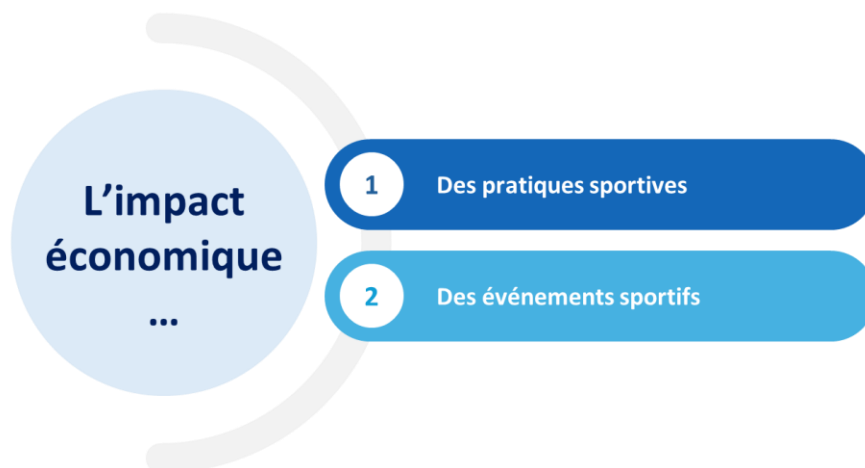 L’impact
économique
...
1
Des pratiques sportives
2
Des événements sportifs